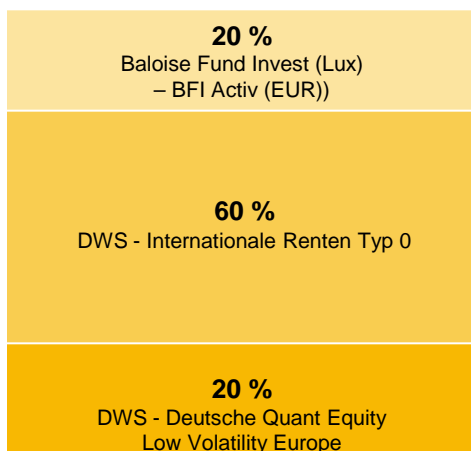 20 %
Baloise Fund Invest (Lux)
– BFI Activ (EUR))
60 %
DWS - Internationale Renten Typ 0
20 %
DWS - Deutsche Quant Equity
Low Volatility Europe